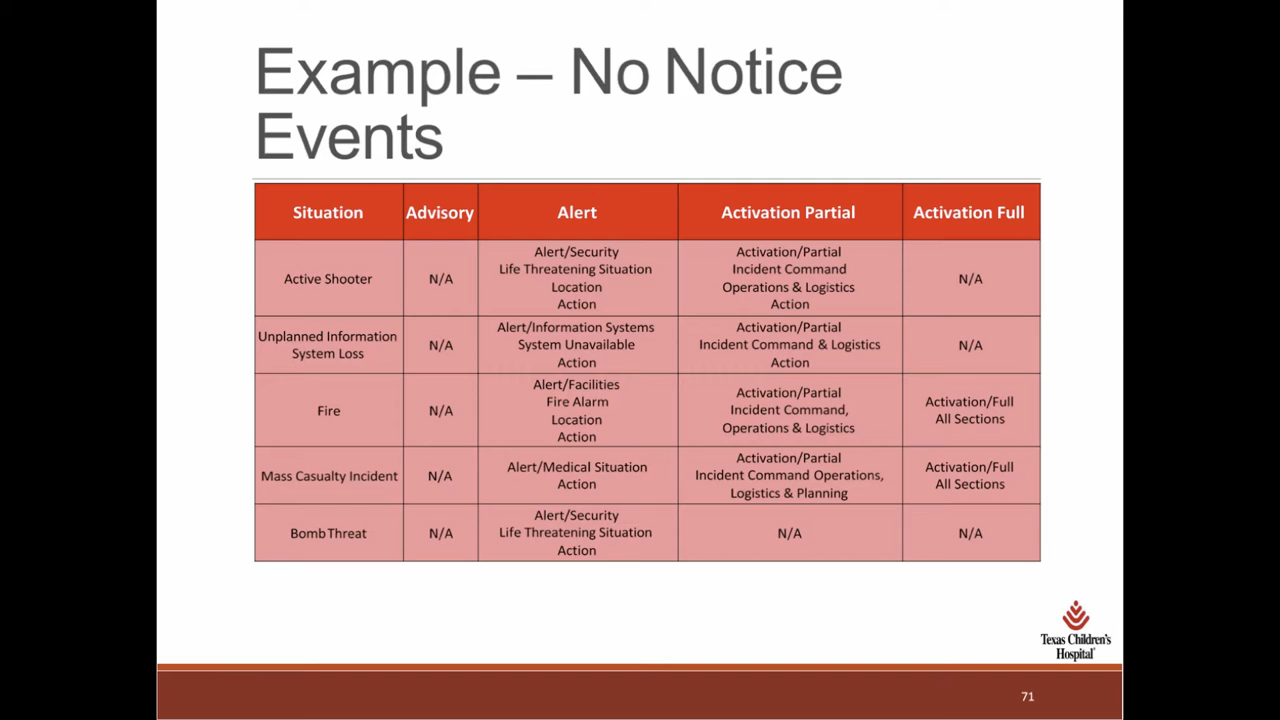 Example – No Notice
Events
Situation
Advisory
Alert
Activation Partial
Activation Full
Active Shooter
N/A
Alert/Security
Life Threatening Situation
Location
Action
Activation/Partial
Incident Command
Operations & Logistics
Action
N/A
Unplanned Information
System Loss
N/A
Alert/Information Systems
System Unavailable
Action
Activation/Partial
Incident Command & Logistics
Action
N/A
Fire
N/A
Alert/Facilities
Fire Alarm
Location
Action
Activation/Partial
Incident Command,
Operations & Logistics
Activation/Full
All Sections
Mass Casualty Incident
N/A
Alert/Medical Situation
Action
Activation/Partial
Incident Command Operations,
Logistics & Planning
Activation/Full
All Sections
Bomb Threat
N/A
Alert/Security
Life Threatening Situation
Action
N/A
N/A
Texas Children's
Hospital
71